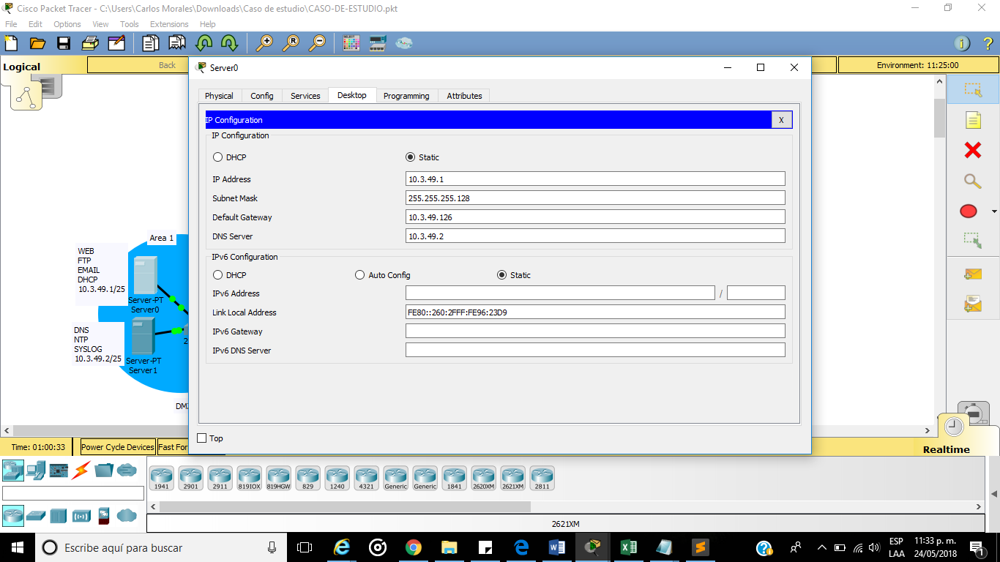 Cisco Packet Tracer - C:\Users\Carlos Morales\Downloads\Caso de estudio\CASO-DE-ESTUDIO.pkt
File Edit Options View Tools Extensions Help
SELECT
Logical
Back
Environment: 11:25:00
Server0
Physical Config Services Desktop Programming Attributes
IP Configuration X
IP Configuration
DHCP Static
IP Address 10.3.49.1
Subnet Mask 255.255.255.128
Default Gateway 10.3.49.126
DNS Server 10.3.49.2
IPv6 Configuration
DHCP Auto Config Static
IPv6 Address /
Link Local Address FE80::260:2FFF:FE96:23D9
IPv6 Gateway
IPv6 DNS Server
Top
Area 1
WEB
FTP
EMAIL
DHCP
10.3.49.1/25
Server-PT
Server0
DNS
NTP
SYSLOG
10.3.49.2/25
Server-PT
Server1
2
Time: 01:00:33 Power Cycle Devices Fast For
Realtime
1941 2901 2911 819IOX 819HGW 829 1240 4321 Generic Generic 1841 2620XM 2621XM 2811
2621XM
Escribe aquí para buscar
ESP
LAA
11:33 p. m.
24/05/2018
1